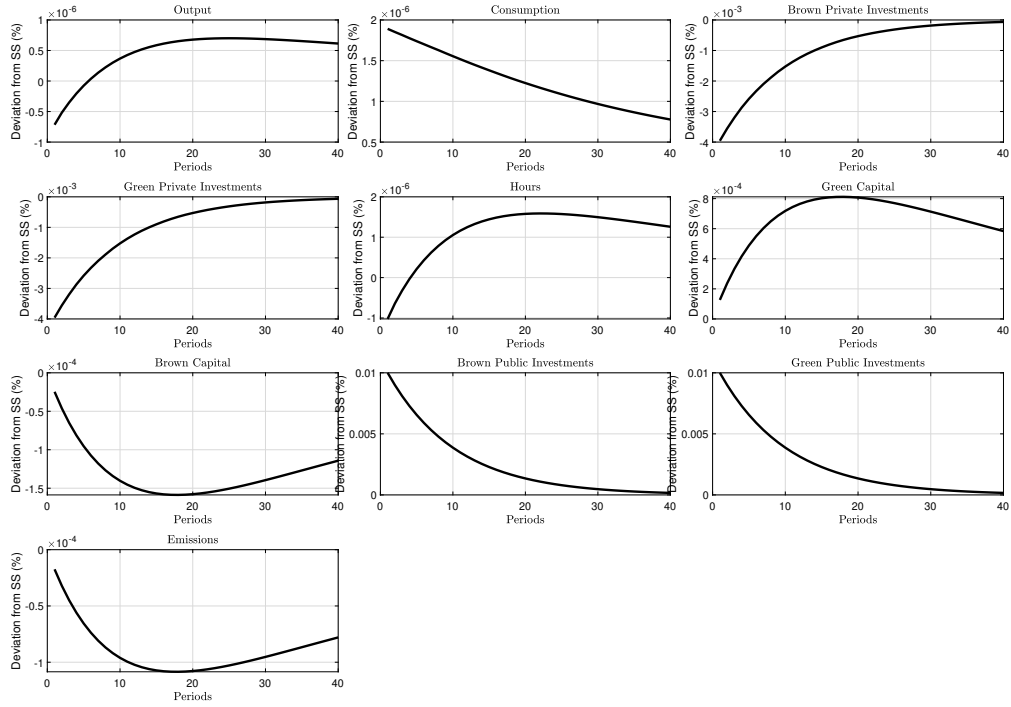 Output
×10^-6
Deviation from SS (%)
1
0.5
0
-0.5
-1
0 10 20 30 40
Periods
Consumption
×10^-6
Deviation from SS (%)
2
1.5
1
0.5
0 10 20 30 40
Periods
Brown Private Investments
×10^-3
Deviation from SS (%)
0
-1
-2
-3
-4
0 10 20 30 40
Periods
Green Private Investments
×10^-3
Deviation from SS (%)
0
-1
-2
-3
-4
0 10 20 30 40
Periods
Hours
×10^-6
Deviation from SS (%)
2
1
0
-1
0 10 20 30 40
Periods
Green Capital
×10^-4
Deviation from SS (%)
8
6
4
2
0
0 10 20 30 40
Periods
Brown Capital
×10^-4
Deviation from SS (%)
0
-0.5
-1
-1.5
0 10 20 30 40
Periods
Brown Public Investments
Deviation from SS (%)
0.01
0.005
0
0 10 20 30 40
Periods
Green Public Investments
Deviation from SS (%)
0.01
0.005
0
0 10 20 30 40
Periods
Emissions
×10^-4
Deviation from SS (%)
0
-0.5
-1
0 10 20 30 40
Periods